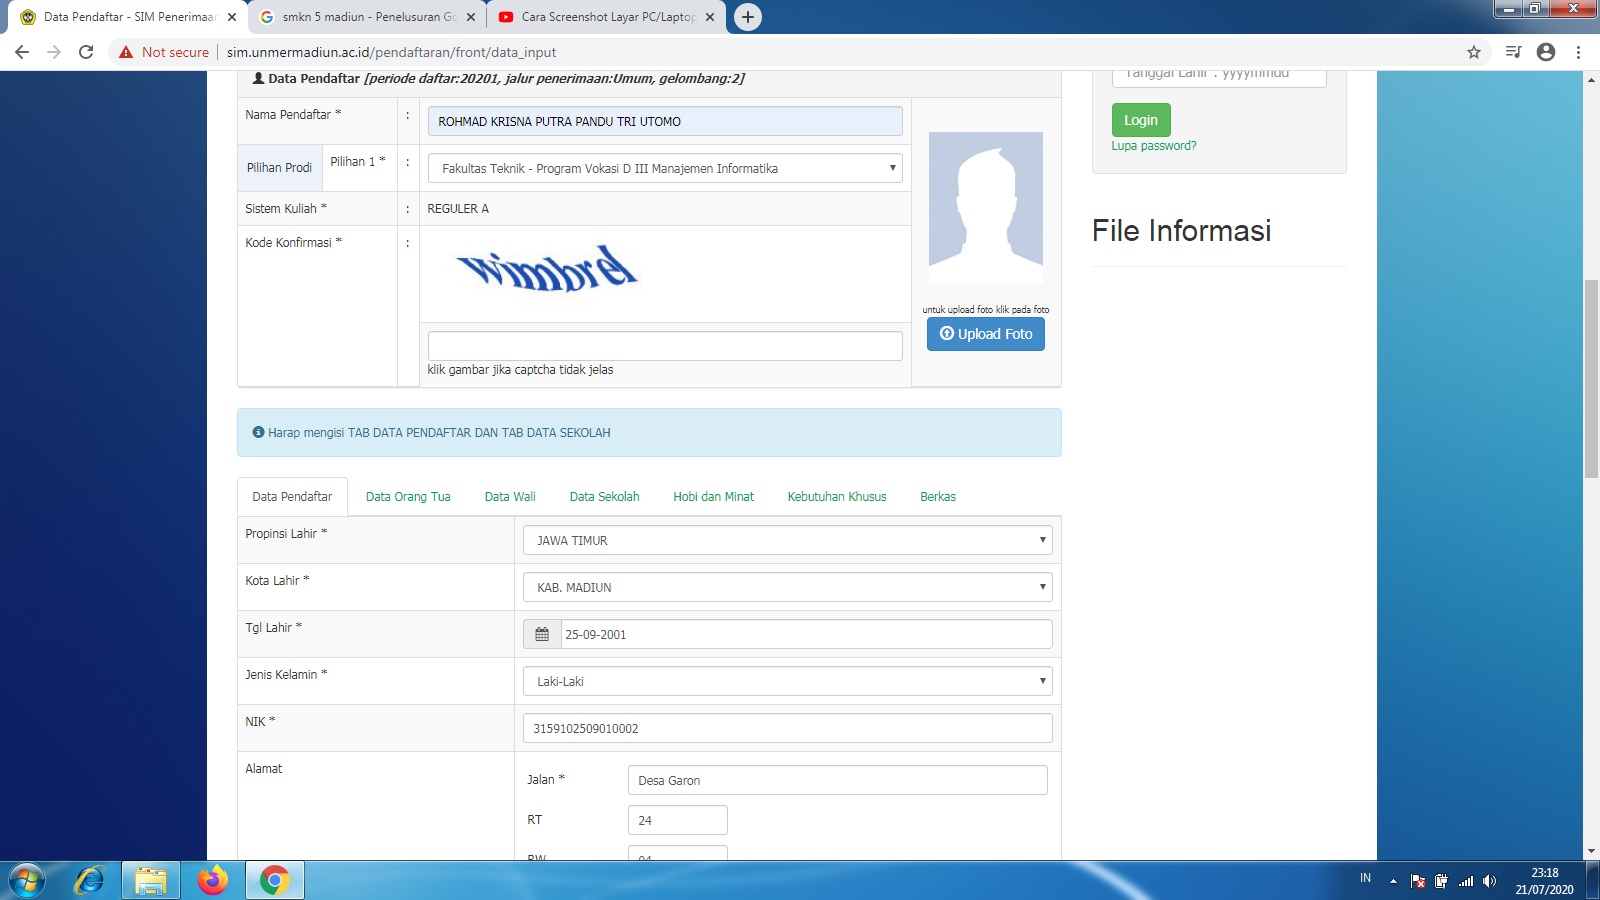 Data Pendaftar - SIM Penerimaan
smkn 5 madiun - Penelusuran Go
Cara Screenshot Layar PC/Laptop
Not secure | sim.unmermadiun.ac.id/pendaftaran/front/data_input
Data Pendaftar [periode daftar:20201, jalur penerimaan:Umum, gelombang:2]
Nama Pendaftar * : ROHMAD KRISNA PUTRA PANDU TRI UTOMO
Pilihan Prodi Pilihan 1 * : Fakultas Teknik - Program Vokasi D III Manajemen Informatika
Sistem Kuliah * : REGULER A
Kode Konfirmasi * :
wimbrel
klik gambar jika captcha tidak jelas
untuk upload foto klik pada foto
Upload Foto
Tanggal Lahir : yyyymmdd
Login
Lupa password?
File Informasi
Harap mengisi TAB DATA PENDAFTAR DAN TAB DATA SEKOLAH
Data Pendaftar Data Orang Tua Data Wali Data Sekolah Hobi dan Minat Kebutuhan Khusus Berkas
Propinsi Lahir * JAWA TIMUR
Kota Lahir * KAB. MADIUN
Tgl Lahir * 25-09-2001
Jenis Kelamin * Laki-Laki
NIK * 3159102509010002
Alamat
Jalan * Desa Garon
RT 24
RW 04
IN
23:18
21/07/2020